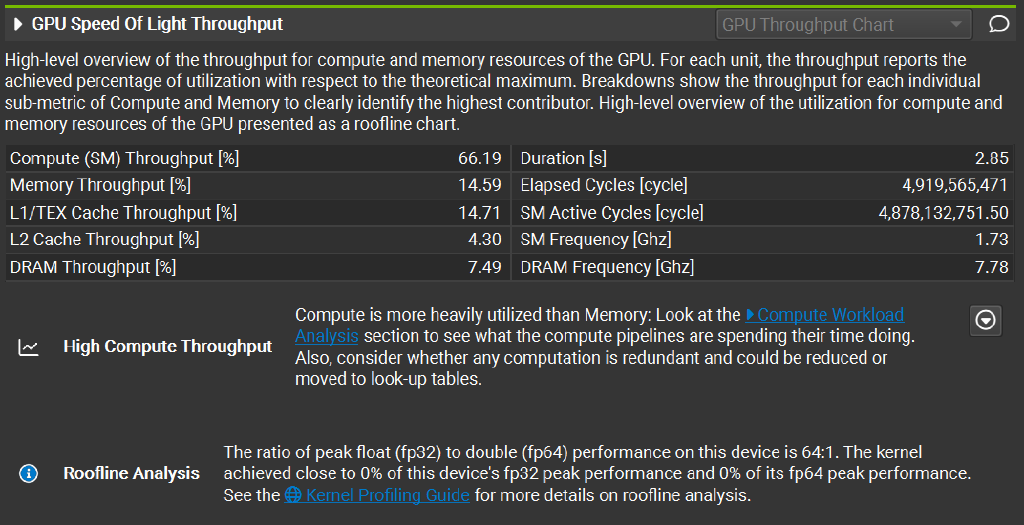 GPU Speed Of Light Throughput
GPU Throughput Chart
High-level overview of the throughput for compute and memory resources of the GPU. For each unit, the throughput reports the
achieved percentage of utilization with respect to the theoretical maximum. Breakdowns show the throughput for each individual
sub-metric of Compute and Memory to clearly identify the highest contributor. High-level overview of the utilization for compute and
memory resources of the GPU presented as a roofline chart.
Compute (SM) Throughput [%] 66.19 Duration [s] 2.85
Memory Throughput [%] 14.59 Elapsed Cycles [cycle] 4,919,565,471
L1/TEX Cache Throughput [%] 14.71 SM Active Cycles [cycle] 4,878,132,751.50
L2 Cache Throughput [%] 4.30 SM Frequency [Ghz] 1.73
DRAM Throughput [%] 7.49 DRAM Frequency [Ghz] 7.78
High Compute Throughput
Compute is more heavily utilized than Memory: Look at the Compute Workload
Analysis section to see what the compute pipelines are spending their time doing.
Also, consider whether any computation is redundant and could be reduced or
moved to look-up tables.
Roofline Analysis
The ratio of peak float (fp32) to double (fp64) performance on this device is 64:1. The kernel
achieved close to 0% of this device's fp32 peak performance and 0% of its fp64 peak performance.
See the Kernel Profiling Guide for more details on roofline analysis.